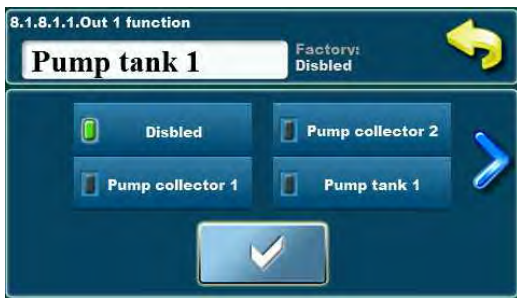 8.1.8.1.1.Out 1 function
Pump tank 1
Factory:
Disbled
Disbled
Pump collector 2
Pump collector 1
Pump tank 1